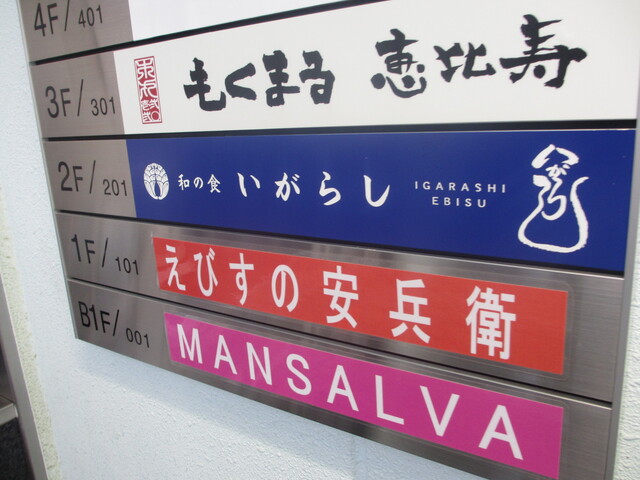 4F/401
3F/301 もくまる 恵比寿
2F/201 和の食 いがらし IGARASHI EBISU
1F/101 えびすの安兵衛
B1F/001 MANSALVA